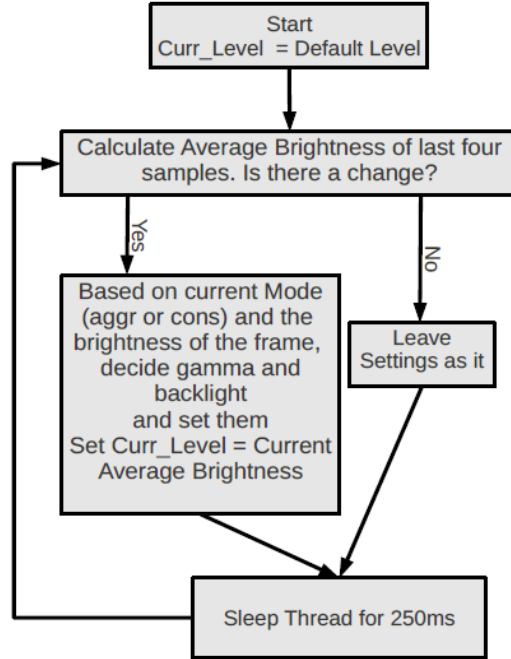 Start
Curr_Level  = Default Level
Calculate Average Brightness of last four
samples. Is there a change?
Yes
No
Based on current Mode
(aggr or cons) and the
brightness of the frame,
decide gamma and
backlight
and set them
Set Curr_Level = Current
Average Brightness
Leave
Settings as it
Sleep Thread for 250ms